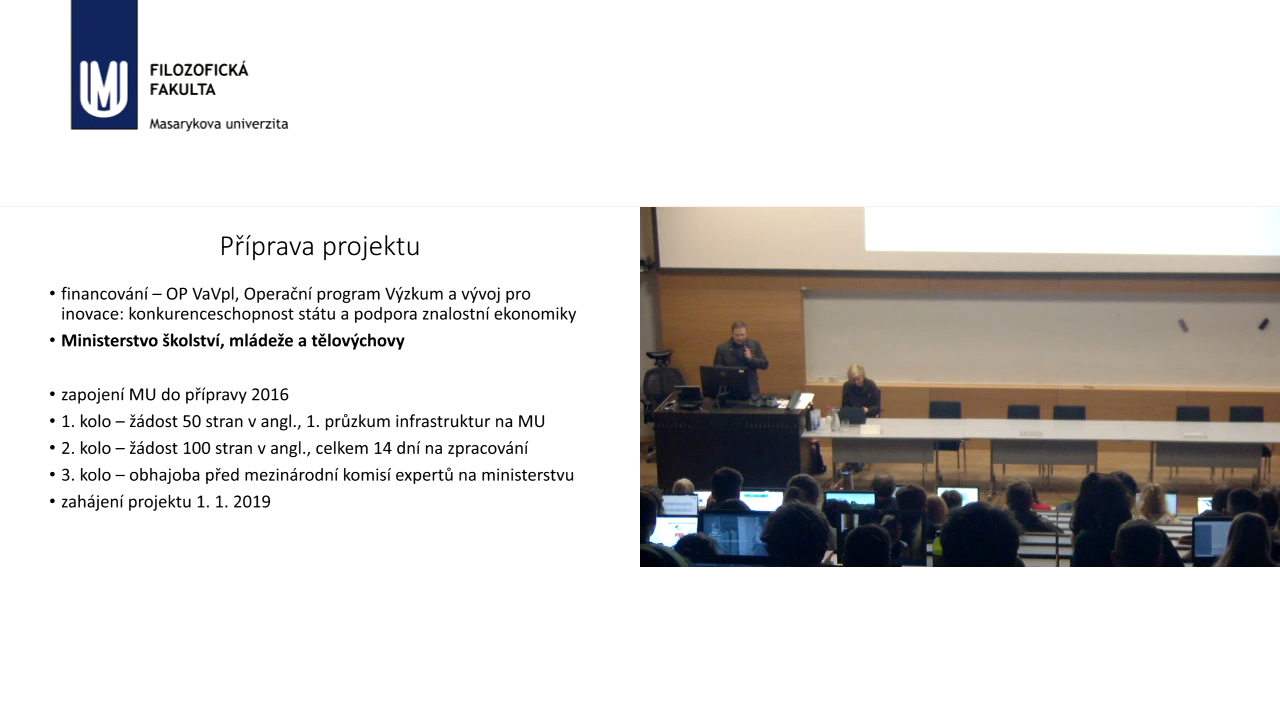 FILOZOFICKÁ
FAKULTA
Masarykova univerzita
Příprava projektu
• financování – OP VaVpI, Operační program Výzkum a vývoj pro
inovace: konkurenceschopnost státu a podpora znalostní ekonomiky
• Ministerstvo školství, mládeže a tělovýchovy
• zapojení MU do přípravy 2016
• 1. kolo – žádost 50 stran v angl., 1. průzkum infrastruktur na MU
• 2. kolo – žádost 100 stran v angl., celkem 14 dní na zpracování
• 3. kolo – obhajoba před mezinárodní komisí expertů na ministerstvu
• zahájení projektu 1. 1. 2019